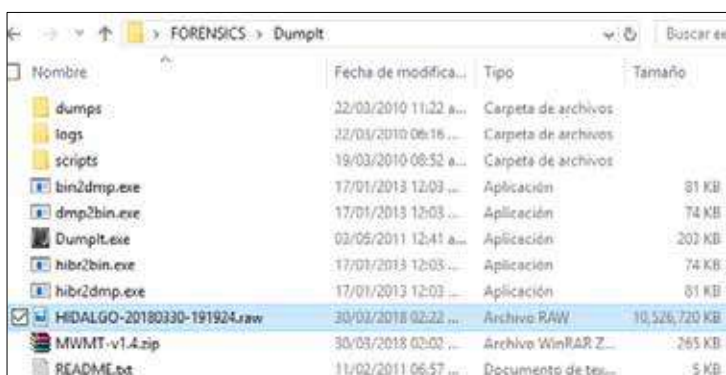 FORENSICS > DumpIt
Buscar en
Nombre Fecha de modifica... Tipo Tamaño
dumps 22/03/2010 11:22 a... Carpeta de archivos
logs 22/03/2010 06:16 ... Carpeta de archivos
scripts 19/03/2010 08:52 a... Carpeta de archivos
bin2dmp.exe 17/01/2013 12:03 ... Aplicación 81 KB
dmp2bin.exe 17/01/2013 12:03 ... Aplicación 74 KB
DumpIt.exe 03/05/2011 12:41 a... Aplicación 203 KB
hibr2bin.exe 17/01/2013 12:03 ... Aplicación 74 KB
hibr2dmp.exe 17/01/2013 12:03 ... Aplicación 81 KB
HIDALGO-20180330-191924.raw 30/03/2018 02:22 ... Archivo RAW 10,526,720 KB
MWMT-v1.4.zip 30/03/2018 02:02 ... Archivo WinRAR Z... 265 KB
README.txt 11/02/2011 06:57 ... Documento de tex... 5 KB